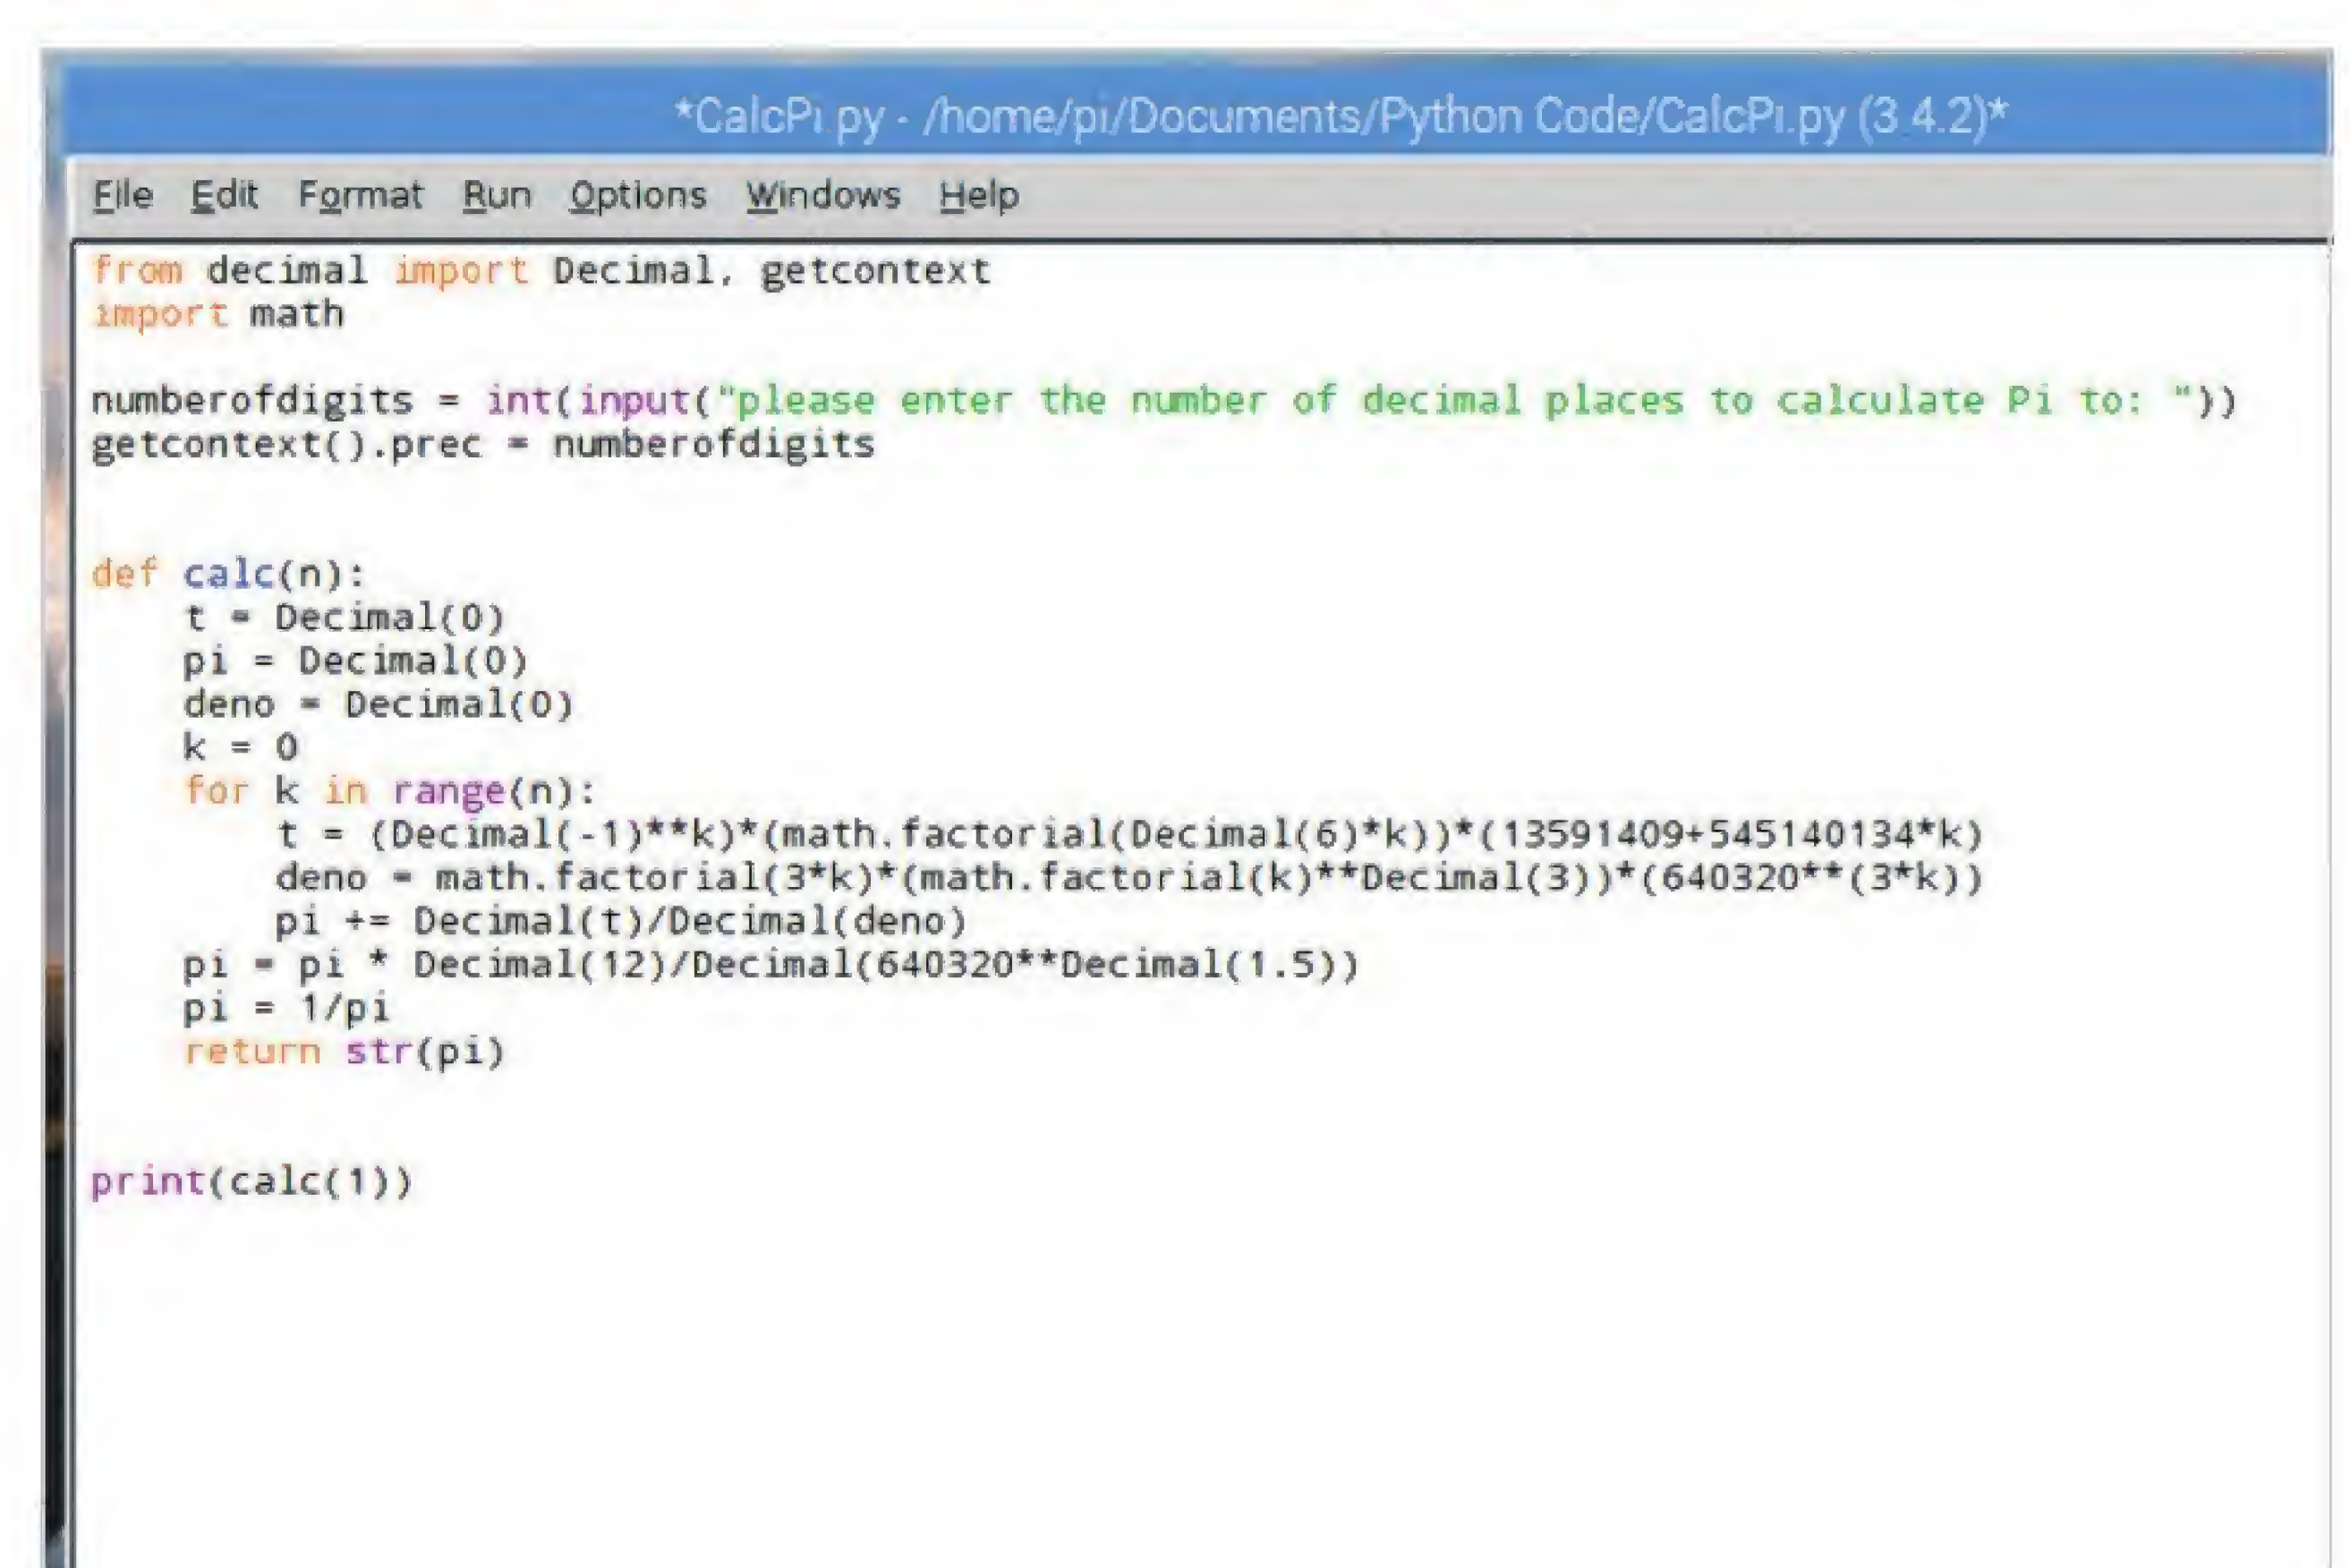 *CalcPi.py - /home/pi/Documents/Python Code/CalcPi.py (3.4.2)*
File Edit Format Run Options Windows Help
from decimal import Decimal, getcontext
import math
numberofdigits = int(input("please enter the number of decimal places to calculate Pi to: "))
getcontext().prec = numberofdigits
def calc(n):
    t = Decimal(0)
    pi = Decimal(0)
    deno = Decimal(0)
    k = 0
    for k in range(n):
        t = (Decimal(-1)**k)*(math.factorial(Decimal(6)*k))*(13591409+545140134*k)
        deno = math.factorial(3*k)*(math.factorial(k)**Decimal(3))*(640320**(3*k))
        pi += Decimal(t)/Decimal(deno)
    pi = pi * Decimal(12)/Decimal(640320**Decimal(1.5))
    pi = 1/pi
    return str(pi)
print(calc(1))